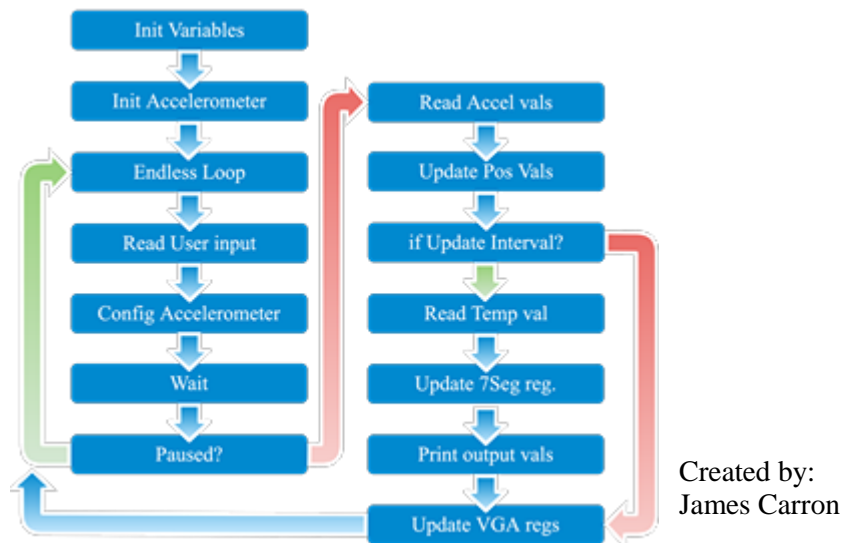 Init Variables
Init Accelerometer
Endless Loop
Read User input
Config Accelerometer
Wait
Paused?
Read Accel vals
Update Pos Vals
if Update Interval?
Read Temp val
Update 7Seg reg.
Print output vals
Update VGA regs
Created by:
James Carron